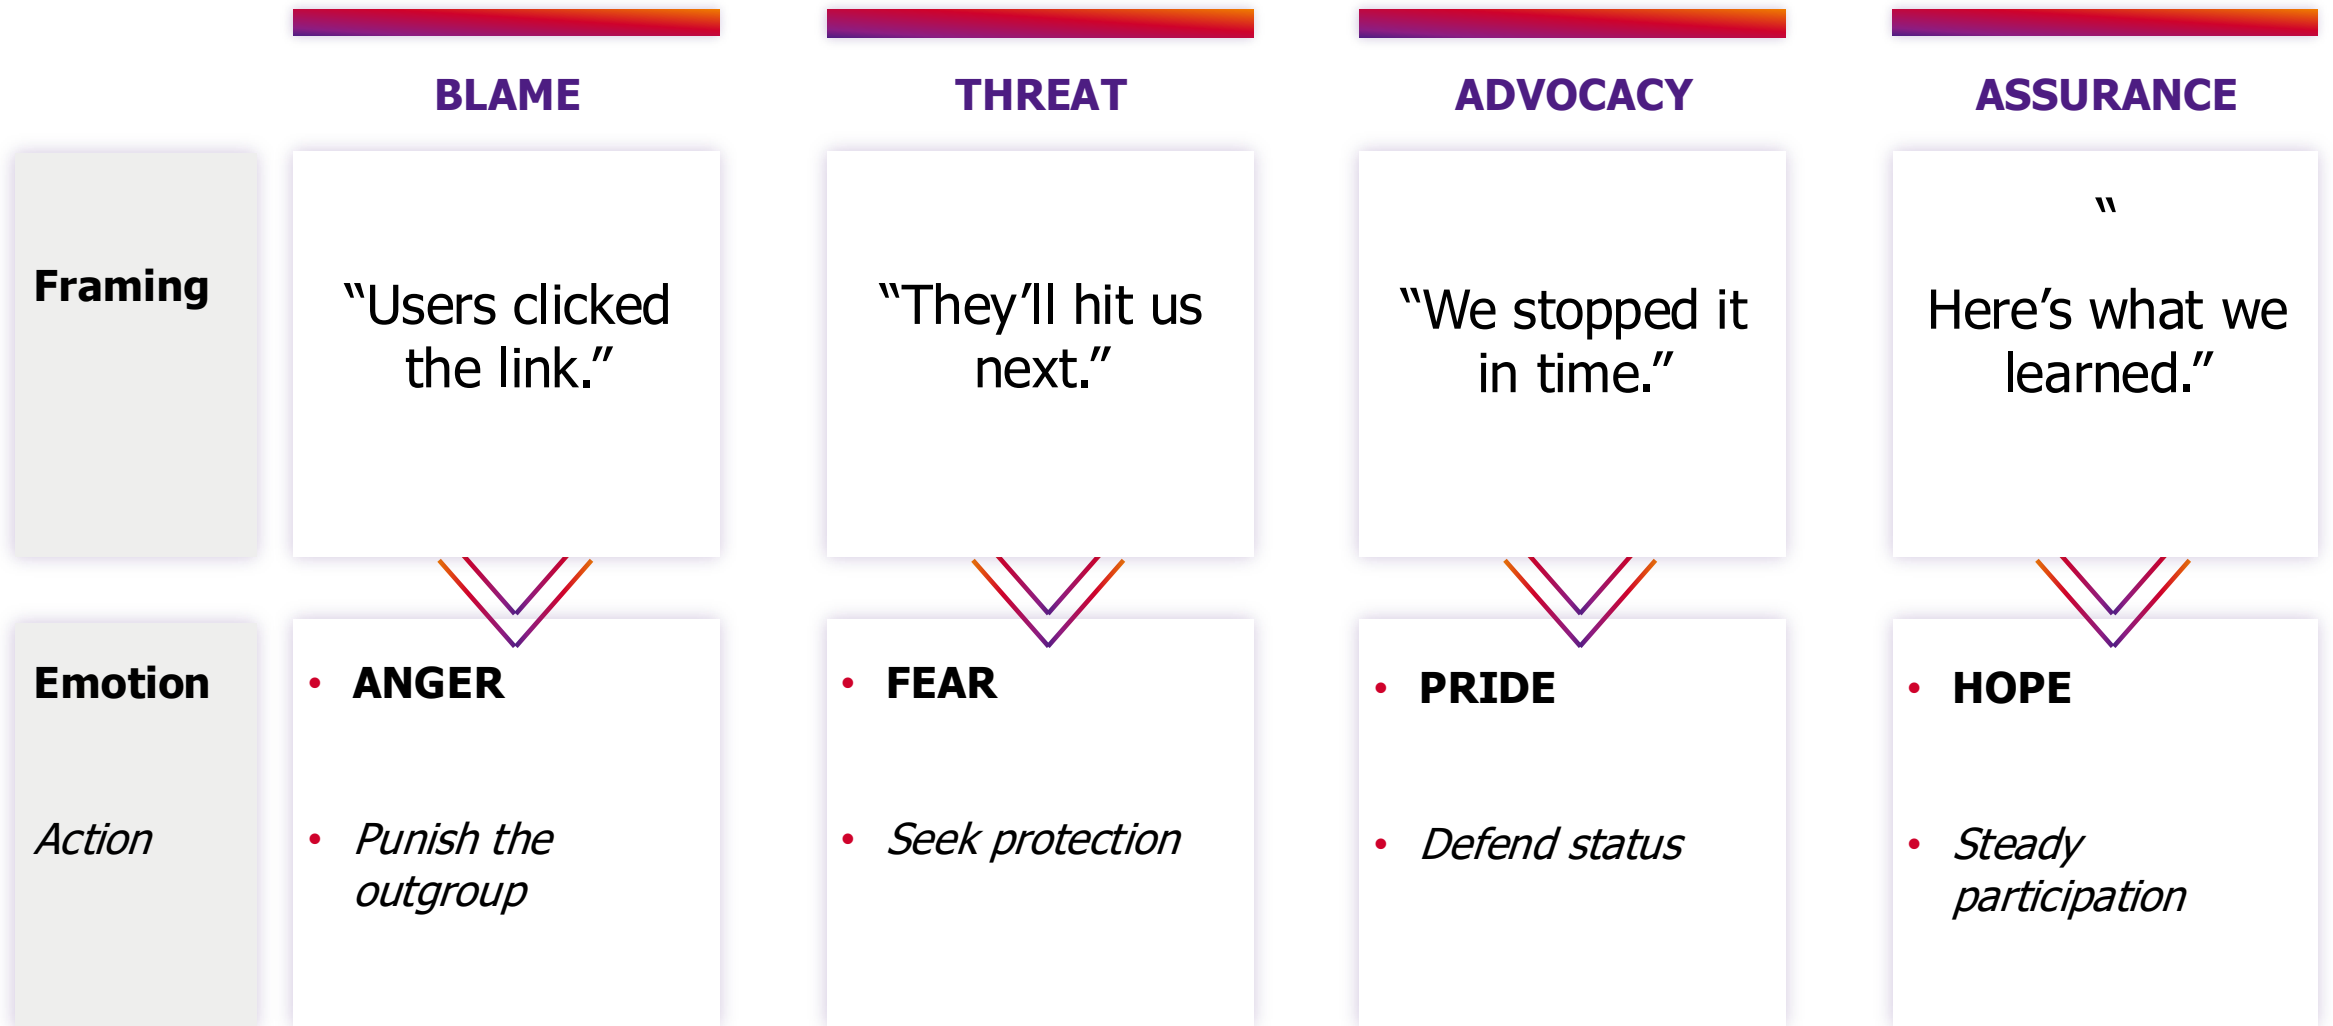 BLAME
THREAT
ADVOCACY
ASSURANCE
Framing
“Users clicked
the link.”
“They’ll hit us
next.”
“We stopped it
in time.”
“
Here’s what we
learned.”
Emotion
• ANGER
• FEAR
• PRIDE
• HOPE
Action
• Punish the
outgroup
• Seek protection
• Defend status
• Steady
participation